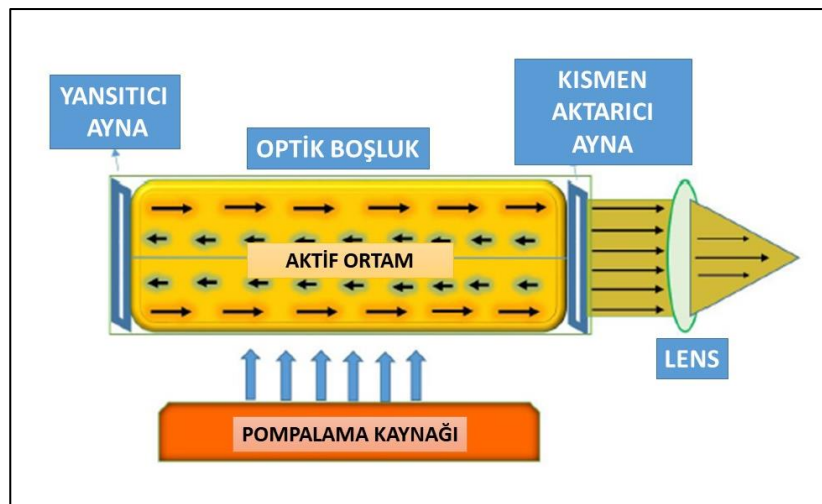 YANSITICI
AYNA
OPTİK BOŞLUK
KISMEN
AKTARICI
AYNA
AKTİF ORTAM
LENS
POMPALAMA KAYNAĞI